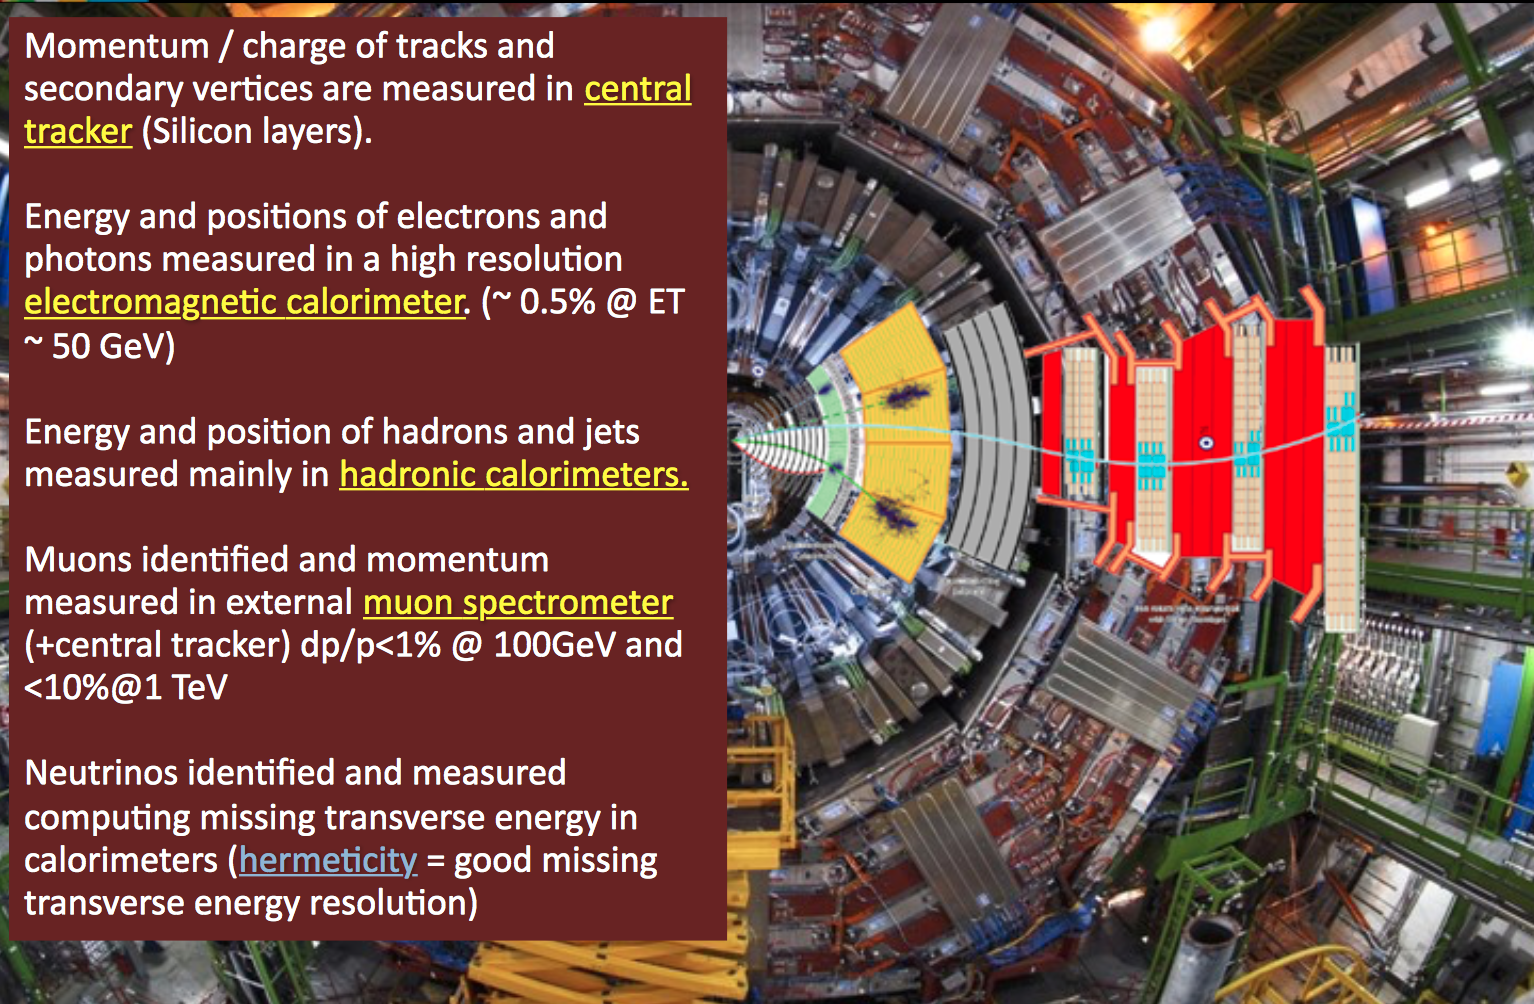 Momentum / charge of tracks and
secondary vertices are measured in central
tracker (Silicon layers).
Energy and positions of electrons and
photons measured in a high resolution
electromagnetic calorimeter. (~ 0.5% @ ET
~ 50 GeV)
Energy and position of hadrons and jets
measured mainly in hadronic calorimeters.
Muons identified and momentum
measured in external muon spectrometer
(+central tracker) dp/p<1% @ 100GeV and
<10%@1 TeV
Neutrinos identified and measured
computing missing transverse energy in
calorimeters (hermeticity = good missing
transverse energy resolution)